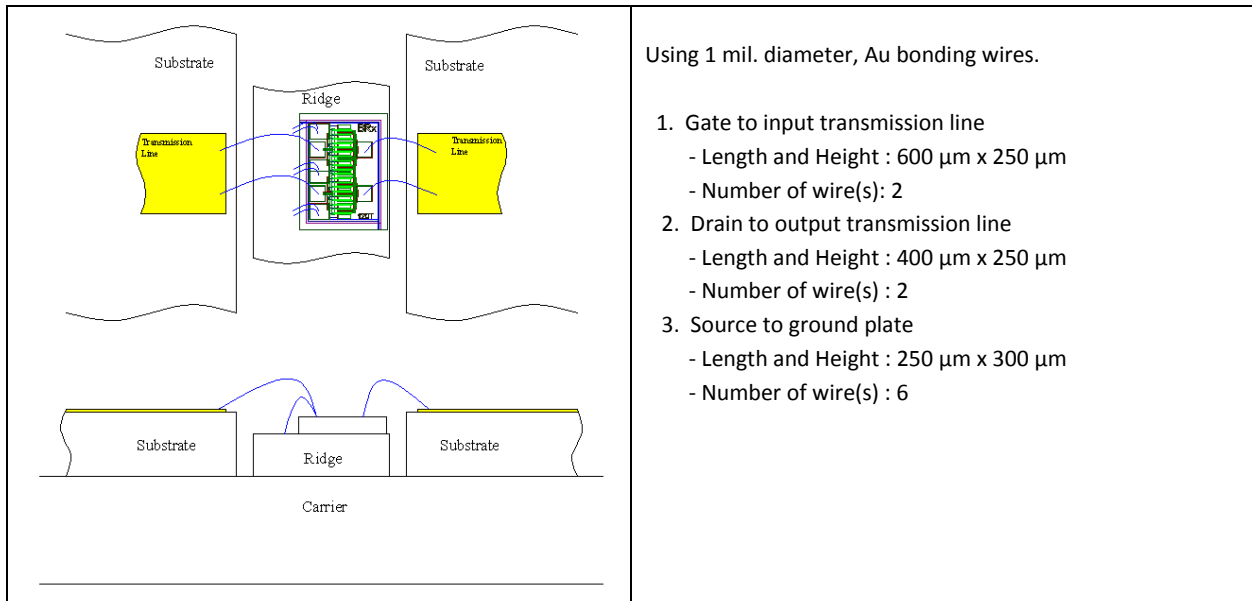 Substrate
Substrate
Ridge
Transmission
Line
Transmission
Line
Substrate
Ridge
Substrate
Carrier
Using 1 mil. diameter, Au bonding wires.
1. Gate to input transmission line
- Length and Height : 600 µm x 250 µm
- Number of wire(s): 2
2. Drain to output transmission line
- Length and Height : 400 µm x 250 µm
- Number of wire(s) : 2
3. Source to ground plate
- Length and Height : 250 µm x 300 µm
- Number of wire(s) : 6